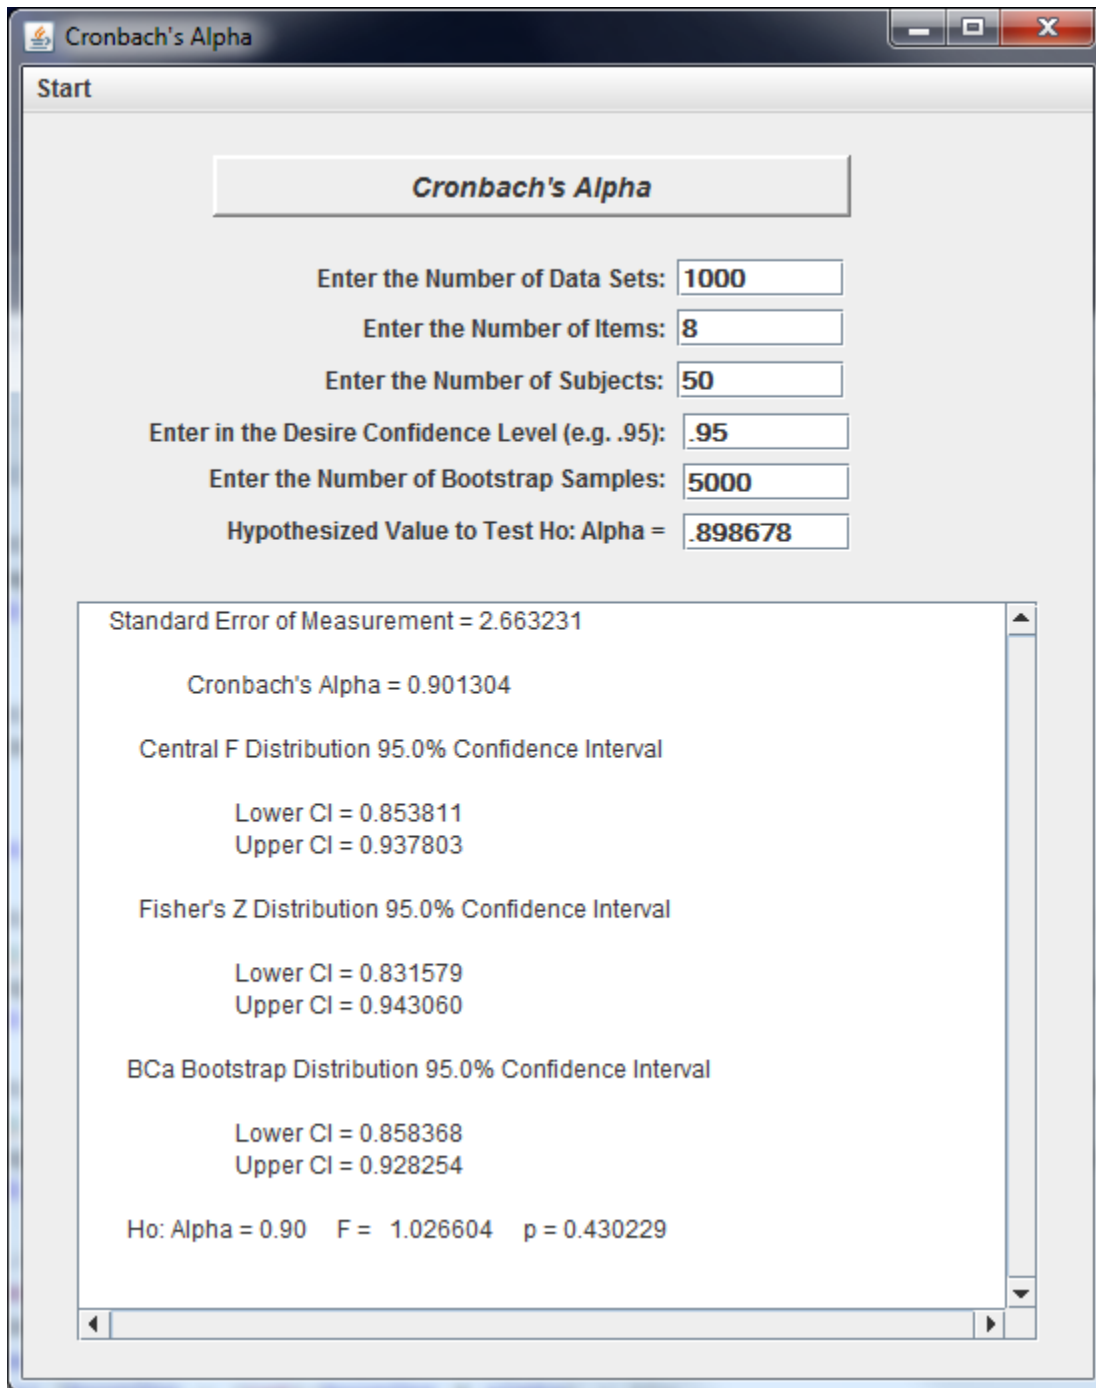 Cronbach's Alpha
Start
Cronbach's Alpha
Enter the Number of Data Sets: 1000
Enter the Number of Items: 8
Enter the Number of Subjects: 50
Enter in the Desire Confidence Level (e.g. .95): .95
Enter the Number of Bootstrap Samples: 5000
Hypothesized Value to Test Ho: Alpha = .898678
Standard Error of Measurement = 2.663231
Cronbach's Alpha = 0.901304
Central F Distribution 95.0% Confidence Interval
Lower CI = 0.853811
Upper CI = 0.937803
Fisher's Z Distribution 95.0% Confidence Interval
Lower CI = 0.831579
Upper CI = 0.943060
BCa Bootstrap Distribution 95.0% Confidence Interval
Lower CI = 0.858368
Upper CI = 0.928254
Ho: Alpha = 0.90 F = 1.026604 p = 0.430229